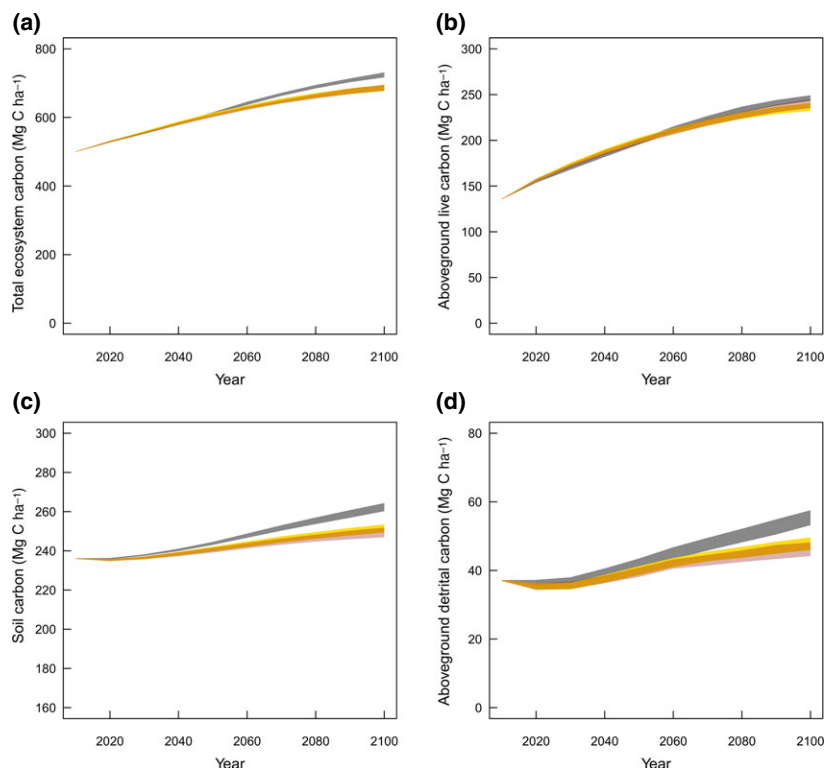 (a)
Total ecosystem carbon (Mg C ha⁻¹)
800
600
400
200
0
2020 2040 2060 2080 2100
Year
(b)
Aboveground live carbon (Mg C ha⁻¹)
300
250
200
150
100
50
0
2020 2040 2060 2080 2100
Year
(c)
Soil carbon (Mg C ha⁻¹)
300
280
260
240
220
200
180
160
2020 2040 2060 2080 2100
Year
(d)
Aboveground detrital carbon (Mg C ha⁻¹)
80
60
40
20
0
2020 2040 2060 2080 2100
Year